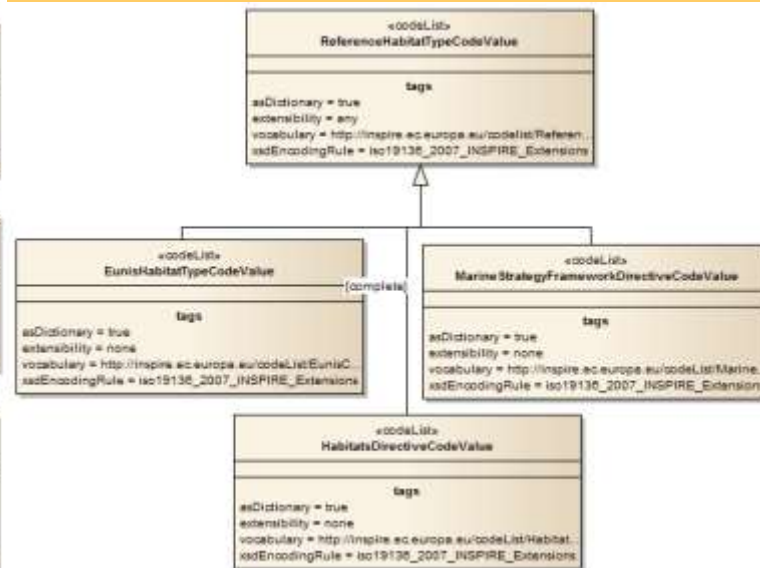 «codeList»
ReferenceHabitatTypeCodeValue
tags
asDictionary = true
extensibility = any
vocabulary = http://inspire.ec.europa.eu/codelist/Referen...
xsdEncodingRule = iso19136_2007_INSPIRE_Extensions
«codeList»
EunisHabitatTypeCodeValue
tags
asDictionary = true
extensibility = none
vocabulary = http://inspire.ec.europa.eu/codeList/EunisC...
xsdEncodingRule = iso19136_2007_INSPIRE_Extensions
{complete}
«codeList»
MarineStrategyFrameworkDirectiveCodeValue
tags
asDictionary = true
extensibility = none
vocabulary = http://inspire.ec.europa.eu/codeList/Marine...
xsdEncodingRule = iso19136_2007_INSPIRE_Extensions
«codeList»
HabitatsDirectiveCodeValue
tags
asDictionary = true
extensibility = none
vocabulary = http://inspire.ec.europa.eu/codeList/Habitat...
xsdEncodingRule = iso19136_2007_INSPIRE_Extensions